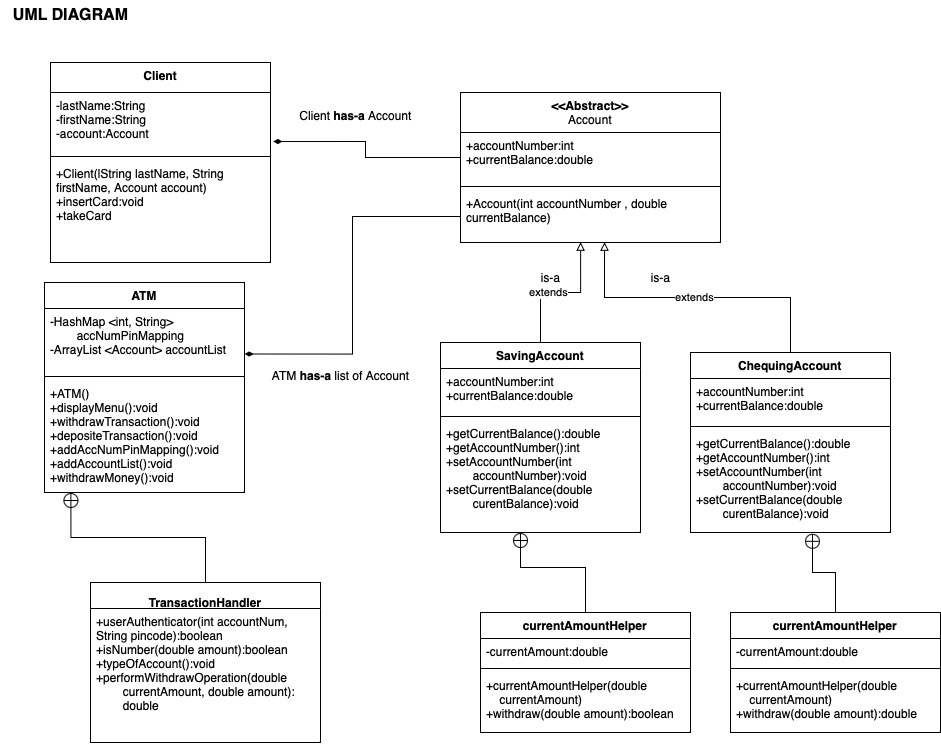 UML DIAGRAM
Client
-lastName:String
-firstName:String
-account:Account
+Client(lString lastName, String
firstName, Account account)
+insertCard:void
+takeCard
Client has-a Account
<<Abstract>>
Account
+accountNumber:int
+currentBalance:double
+Account(int accountNumber , double
currentBalance)
is-a
extends
is-a
extends
ATM
-HashMap <int, String>
accNumPinMapping
-ArrayList <Account> accountList
+ATM()
+displayMenu():void
+withdrawTransaction():void
+depositeTransaction():void
+addAccNumPinMapping():void
+addAccountList():void
+withdrawMoney():void
ATM has-a list of Account
SavingAccount
+accountNumber:int
+currentBalance:double
+getCurrentBalance():double
+getAccountNumber():int
+setAccountNumber(int
accountNumber):void
+setCurrentBalance(double
curentBalance):void
ChequingAccount
+accountNumber:int
+currentBalance:double
+getCurrentBalance():double
+getAccountNumber():int
+setAccountNumber(int
accountNumber):void
+setCurrentBalance(double
curentBalance):void
TransactionHandler
+userAuthenticator(int accountNum,
String pincode):boolean
+isNumber(double amount):boolean
+typeOfAccount():void
+performWithdrawOperation(double
currentAmount, double amount):
double
currentAmountHelper
-currentAmount:double
+currentAmountHelper(double
currentAmount)
+withdraw(double amount):boolean
currentAmountHelper
-currentAmount:double
+currentAmountHelper(double
currentAmount)
+withdraw(double amount):double